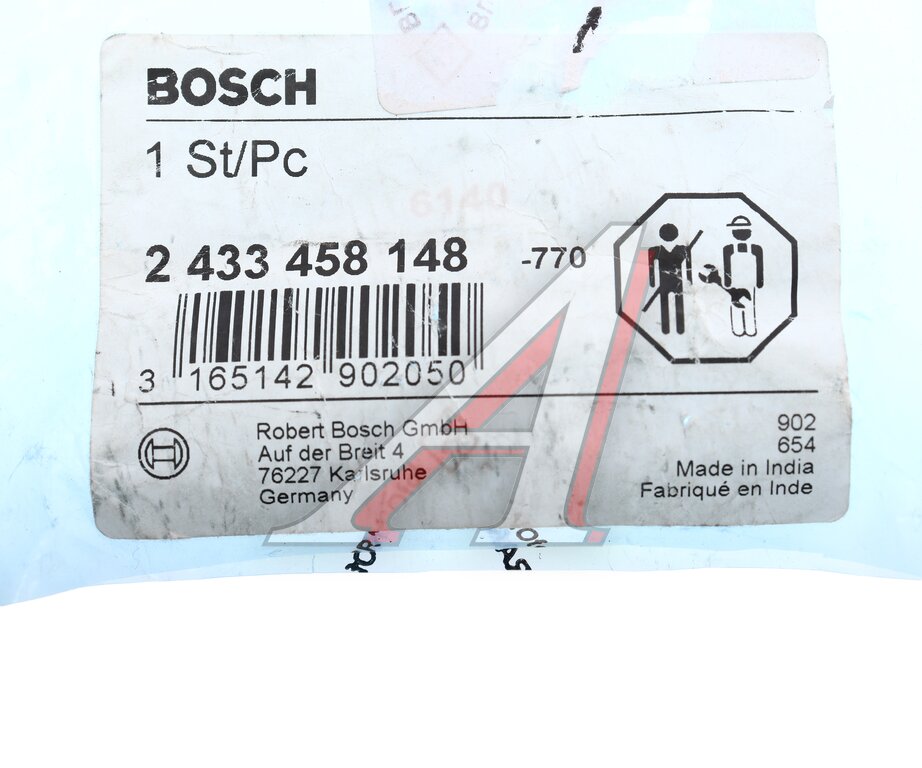 BOSCH
1 St/Pc
6140
2 433 458 148 -770
3 165142 902050
Robert Bosch GmbH
Auf der Breit 4
76227 Karlsruhe
Germany
902
654
Made in India
Fabriqué en Inde